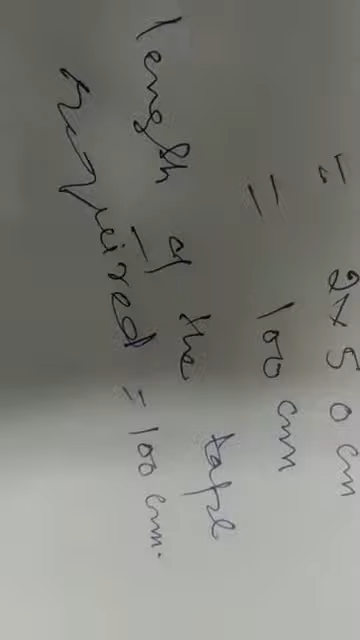 = 2×50 cm
= 100 cm
length of the tape
required = 100 cm.